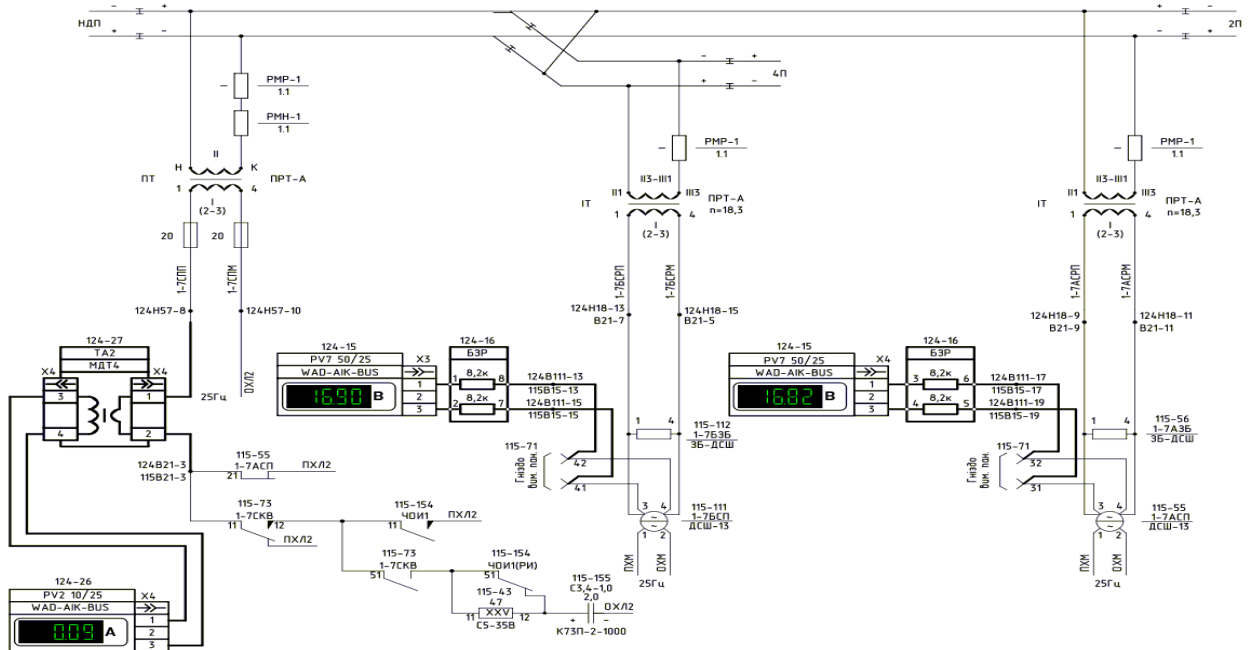 НДП
2П
4П
РМР-1
1.1
РМН-1
1.1
РМР-1
1.1
РМР-1
1.1
II
Н
К
ПТ
ПРТ-А
1
4
I
(2-3)
20
20
II3-III1
II1
III3
IТ
ПРТ-А
n=18,3
1
4
I
(2-3)
II3-III1
II1
III3
IТ
ПРТ-А
n=18,3
1
4
I
(2-3)
1-7СПП
1-7СПМ
1-7БСРП
1-7БСРМ
1-7АСРП
1-7АСРМ
124Н57-8
124Н57-10
124Н18-13
В21-7
124Н18-15
В21-5
124Н18-9
В21-9
124Н18-11
В21-11
124-27
ТА2
МДТ4
Х4
Х4
3
1
4
2
25Гц
ОХЛ2
124-15
PV7 50/25
WAD-AIK-BUS
Х3
16.90 В
1
2
3
124-16
БЗР
1
8,2к
8
2
8,2к
7
124В111-13
115В15-13
124В111-15
115В15-15
124-15
PV7 50/25
WAD-AIK-BUS
Х4
16.82 В
1
2
3
124-16
БЗР
3
8,2к
6
4
8,2к
5
124В111-17
115В15-17
124В111-19
115В15-19
1
4
115-112
1-7БЗБ
ЗБ-ДСШ
1
4
115-56
1-7АЗБ
ЗБ-ДСШ
115-71
Гніздо
вим. пан.
42
41
115-71
Гніздо
вим. пан.
32
31
3
4
1
2
115-111
1-7БСП
ДСШ-13
ПХМ
ОХМ
25Гц
3
4
1
2
115-55
1-7АСП
ДСШ-13
ПХМ
ОХМ
25Гц
124В21-3
115В21-3
115-55
1-7АСП
21
ПХЛ2
115-73
1-7СКВ
11
12
ПХЛ2
115-154
ЧОИ1
11
ПХЛ2
115-73
1-7СКВ
51
115-154
ЧОИ1(РИ)
51
115-43
47
11
XXV
12
С5-35В
115-155
С3,4-1,0
2,0
ОХЛ2
+
-
К73П-2-1000
124-26
PV2 10/25
WAD-AIK-BUS
Х4
0.09 А
1
2
3